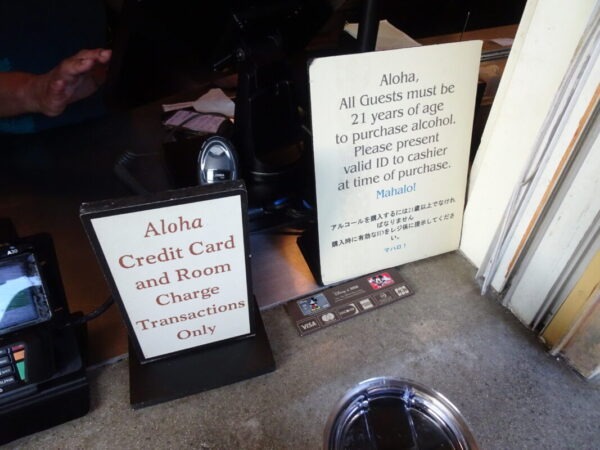 Aloha,
All Guests must be
21 years of age
to purchase alcohol.
Please present
valid ID to cashier
at time of purchase.
Mahalo!
アルコールを購入するには21歳以上でなけれ
ばなりません
購入時に有効なIDをレジ係に提示してくださ
い。
マハロ！
Aloha
Credit Card
and Room
Charge
Transactions
Only
VISA